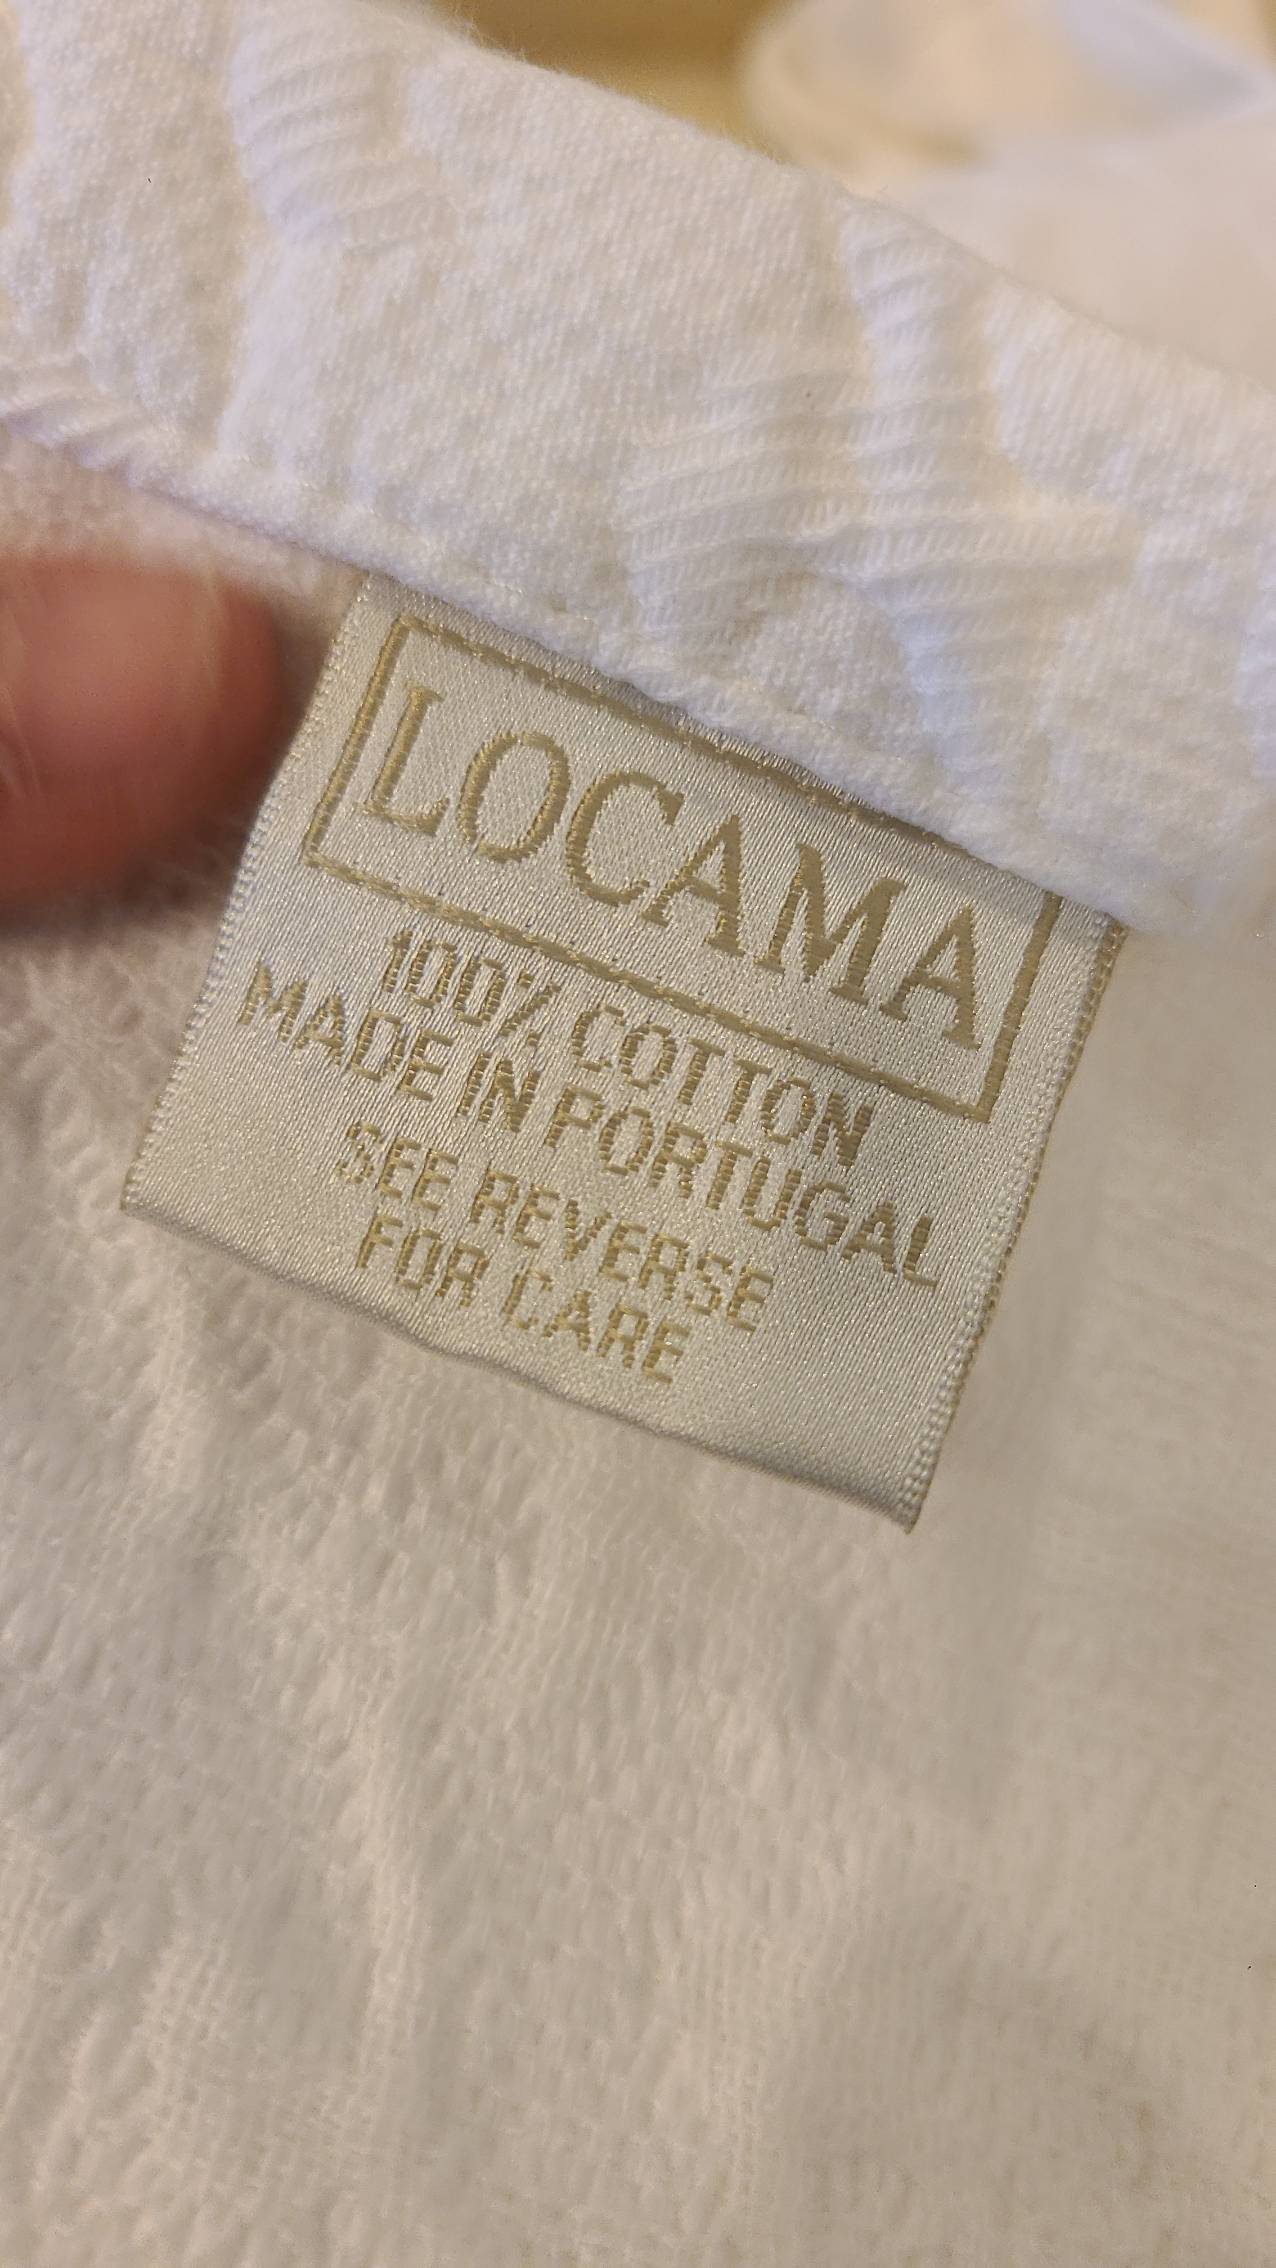 LOCAMA
100% COTTON
MADE IN PORTUGAL
SEE REVERSE
FOR CARE